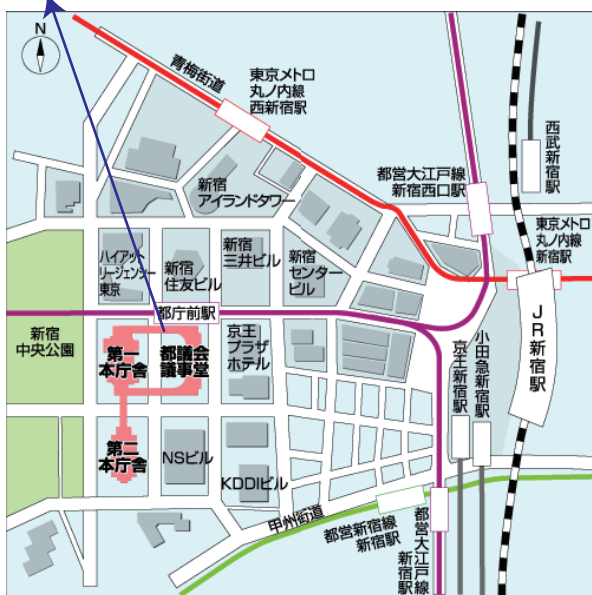 N
青梅街道
東京メトロ
丸ノ内線
西新宿駅
西武新宿駅
都営大江戸線
新宿西口駅
新宿
アイランドタワー
東京メトロ
丸ノ内線
新宿駅
ハイアット
リージェンシー
東京
新宿
住友ビル
新宿
三井ビル
新宿
センター
ビル
都庁前駅
JR新宿駅
新宿
中央公園
第一
本庁舎
都議会
議事堂
京王
プラザ
ホテル
小田急新宿駅
京王新宿駅
第二
本庁舎
NSビル
KDDIビル
甲州街道
都営新宿線
新宿駅
都営大江戸線
新宿駅